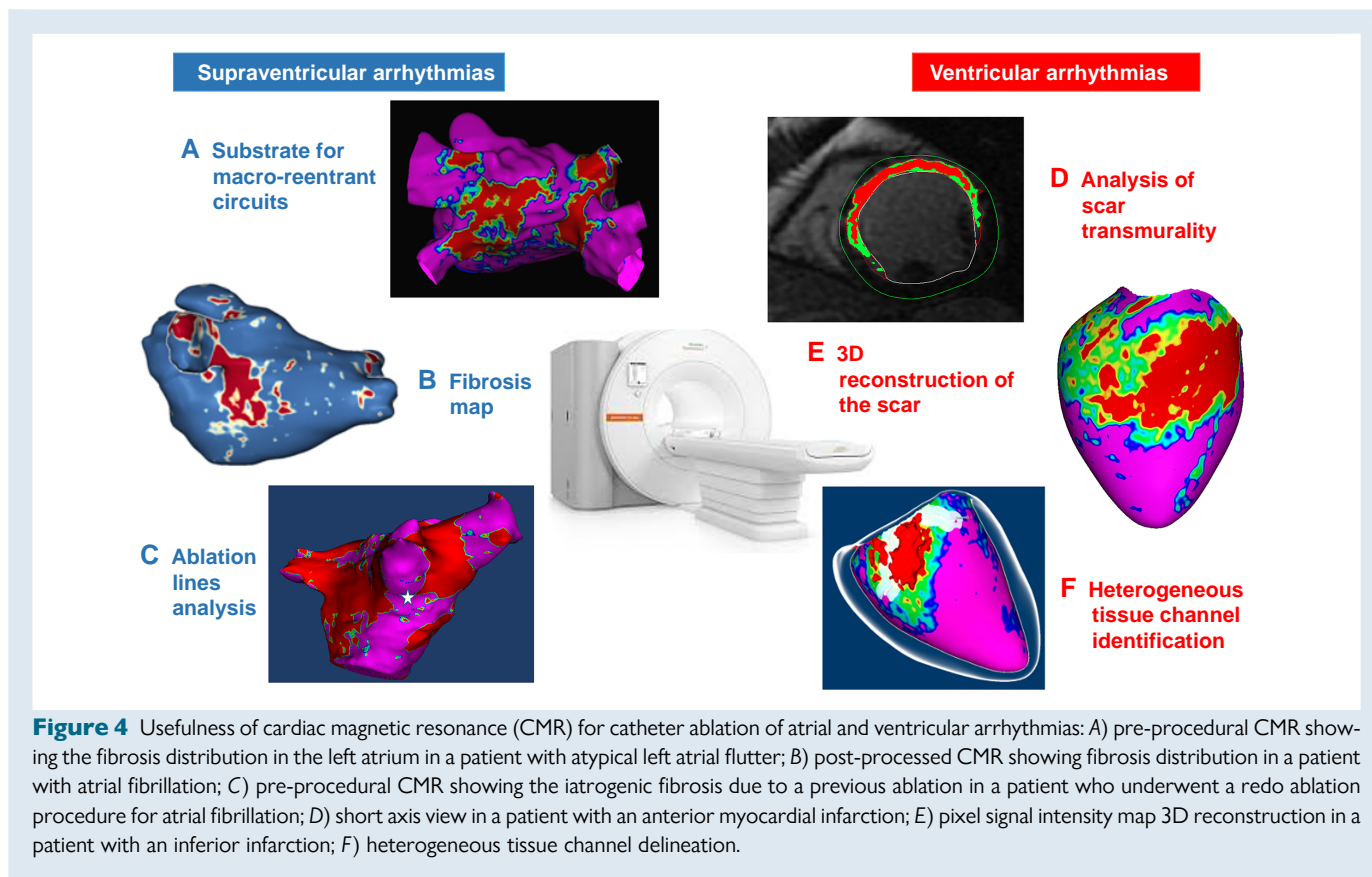 Supraventricular arrhythmias
Ventricular arrhythmias
A Substrate for
macro-reentrant
circuits
D Analysis of
scar
transmurality
B Fibrosis
map
E 3D
reconstruction of
the scar
C Ablation
lines
analysis
F Heterogeneous
tissue channel
identification
Figure 4 Usefulness of cardiac magnetic resonance (CMR) for catheter ablation of atrial and ventricular arrhythmias: A) pre-procedural CMR show-
ing the fibrosis distribution in the left atrium in a patient with atypical left atrial flutter; B) post-processed CMR showing fibrosis distribution in a patient
with atrial fibrillation; C) pre-procedural CMR showing the iatrogenic fibrosis due to a previous ablation in a patient who underwent a redo ablation
procedure for atrial fibrillation; D) short axis view in a patient with an anterior myocardial infarction; E) pixel signal intensity map 3D reconstruction in a
patient with an inferior infarction; F) heterogeneous tissue channel delineation.